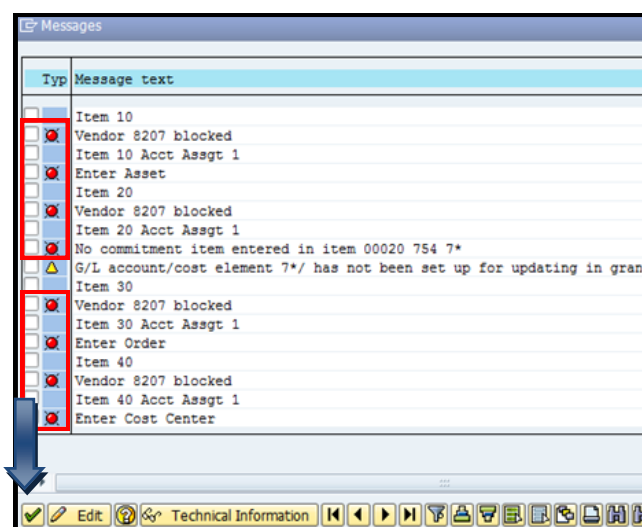 Messages
Typ Message text
Item 10
Vendor 8207 blocked
Item 10 Acct Assgt 1
Enter Asset
Item 20
Vendor 8207 blocked
Item 20 Acct Assgt 1
No commitment item entered in item 00020 754 7*
G/L account/cost element 7*/ has not been set up for updating in gran
Item 30
Vendor 8207 blocked
Item 30 Acct Assgt 1
Enter Order
Item 40
Vendor 8207 blocked
Item 40 Acct Assgt 1
Enter Cost Center
Edit Technical Information